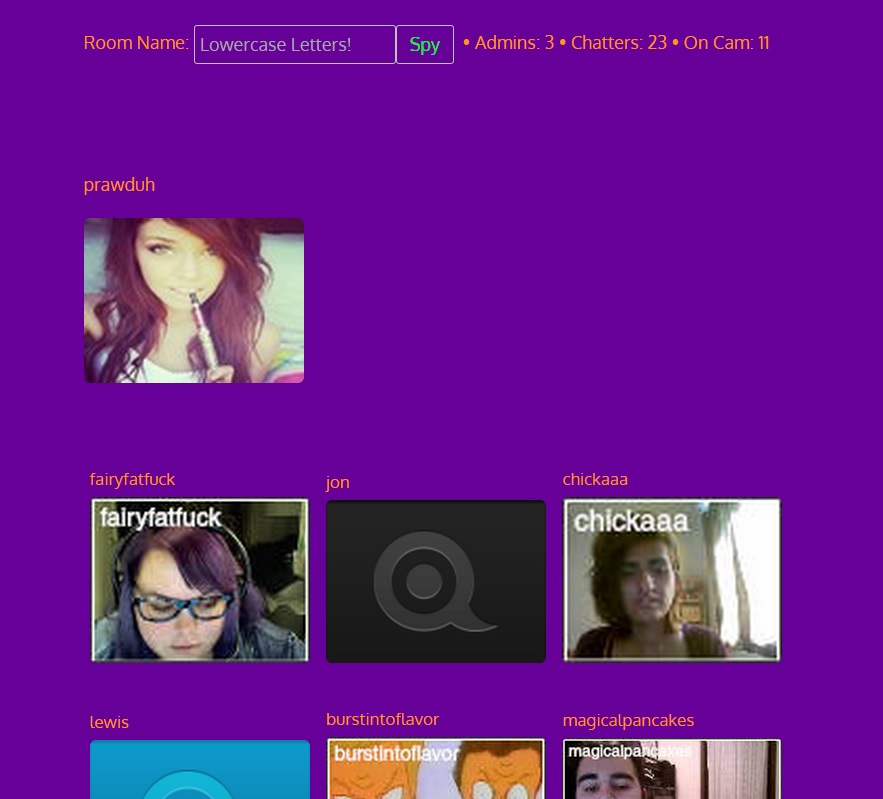 Room Name: Lowercase Letters! Spy • Admins: 3 • Chatters: 23 • On Cam: 11
prawduh
fairyfatfuck
jon
chickaaa
fairyfatfuck
chickaaa
lewis
burstintoflavor
magicalpancakes
burstintoflavor
magicalpancakes